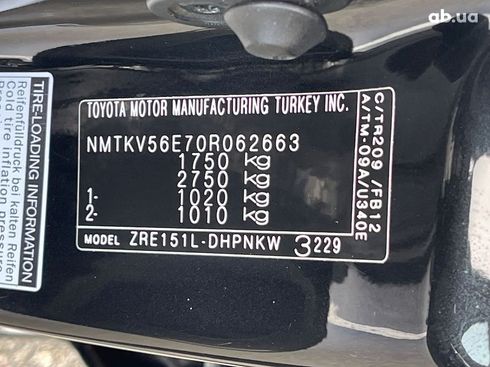 ab.ua
TOYOTA MOTOR MANUFACTURING TURKEY INC.
NMTKV56E70R062663
1750 kg
2750 kg
1- 1020 kg
2- 1010 kg
MODEL ZRE151L-DHPNKW 3229
C/TR209 /FB12
A/TM-09A/U340E
TIRE-LOADING INFORMATION
Reifenfülldruck bei kalten Reifen
Cold tire inflation